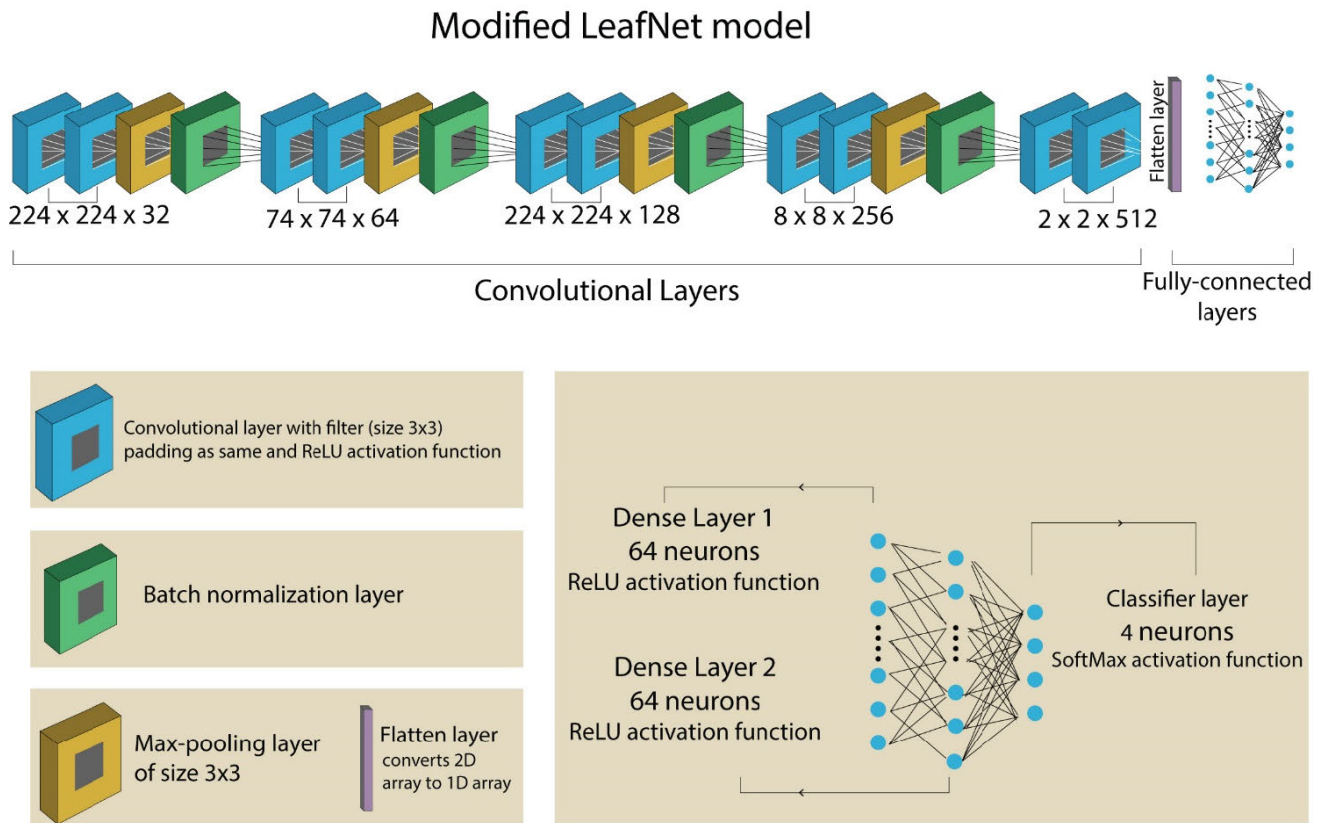 Modified LeafNet model
Flatten layer
224 x 224 x 32
74 x 74 x 64
224 x 224 x 128
8 x 8 x 256
2 x 2 x 512
Convolutional Layers
Fully-connected
layers
Convolutional layer with filter (size 3x3)
padding as same and ReLU activation function
Batch normalization layer
Max-pooling layer
of size 3x3
Flatten layer
converts 2D
array to 1D array
Dense Layer 1
64 neurons
ReLU activation function
Dense Layer 2
64 neurons
ReLU activation function
Classifier layer
4 neurons
SoftMax activation function